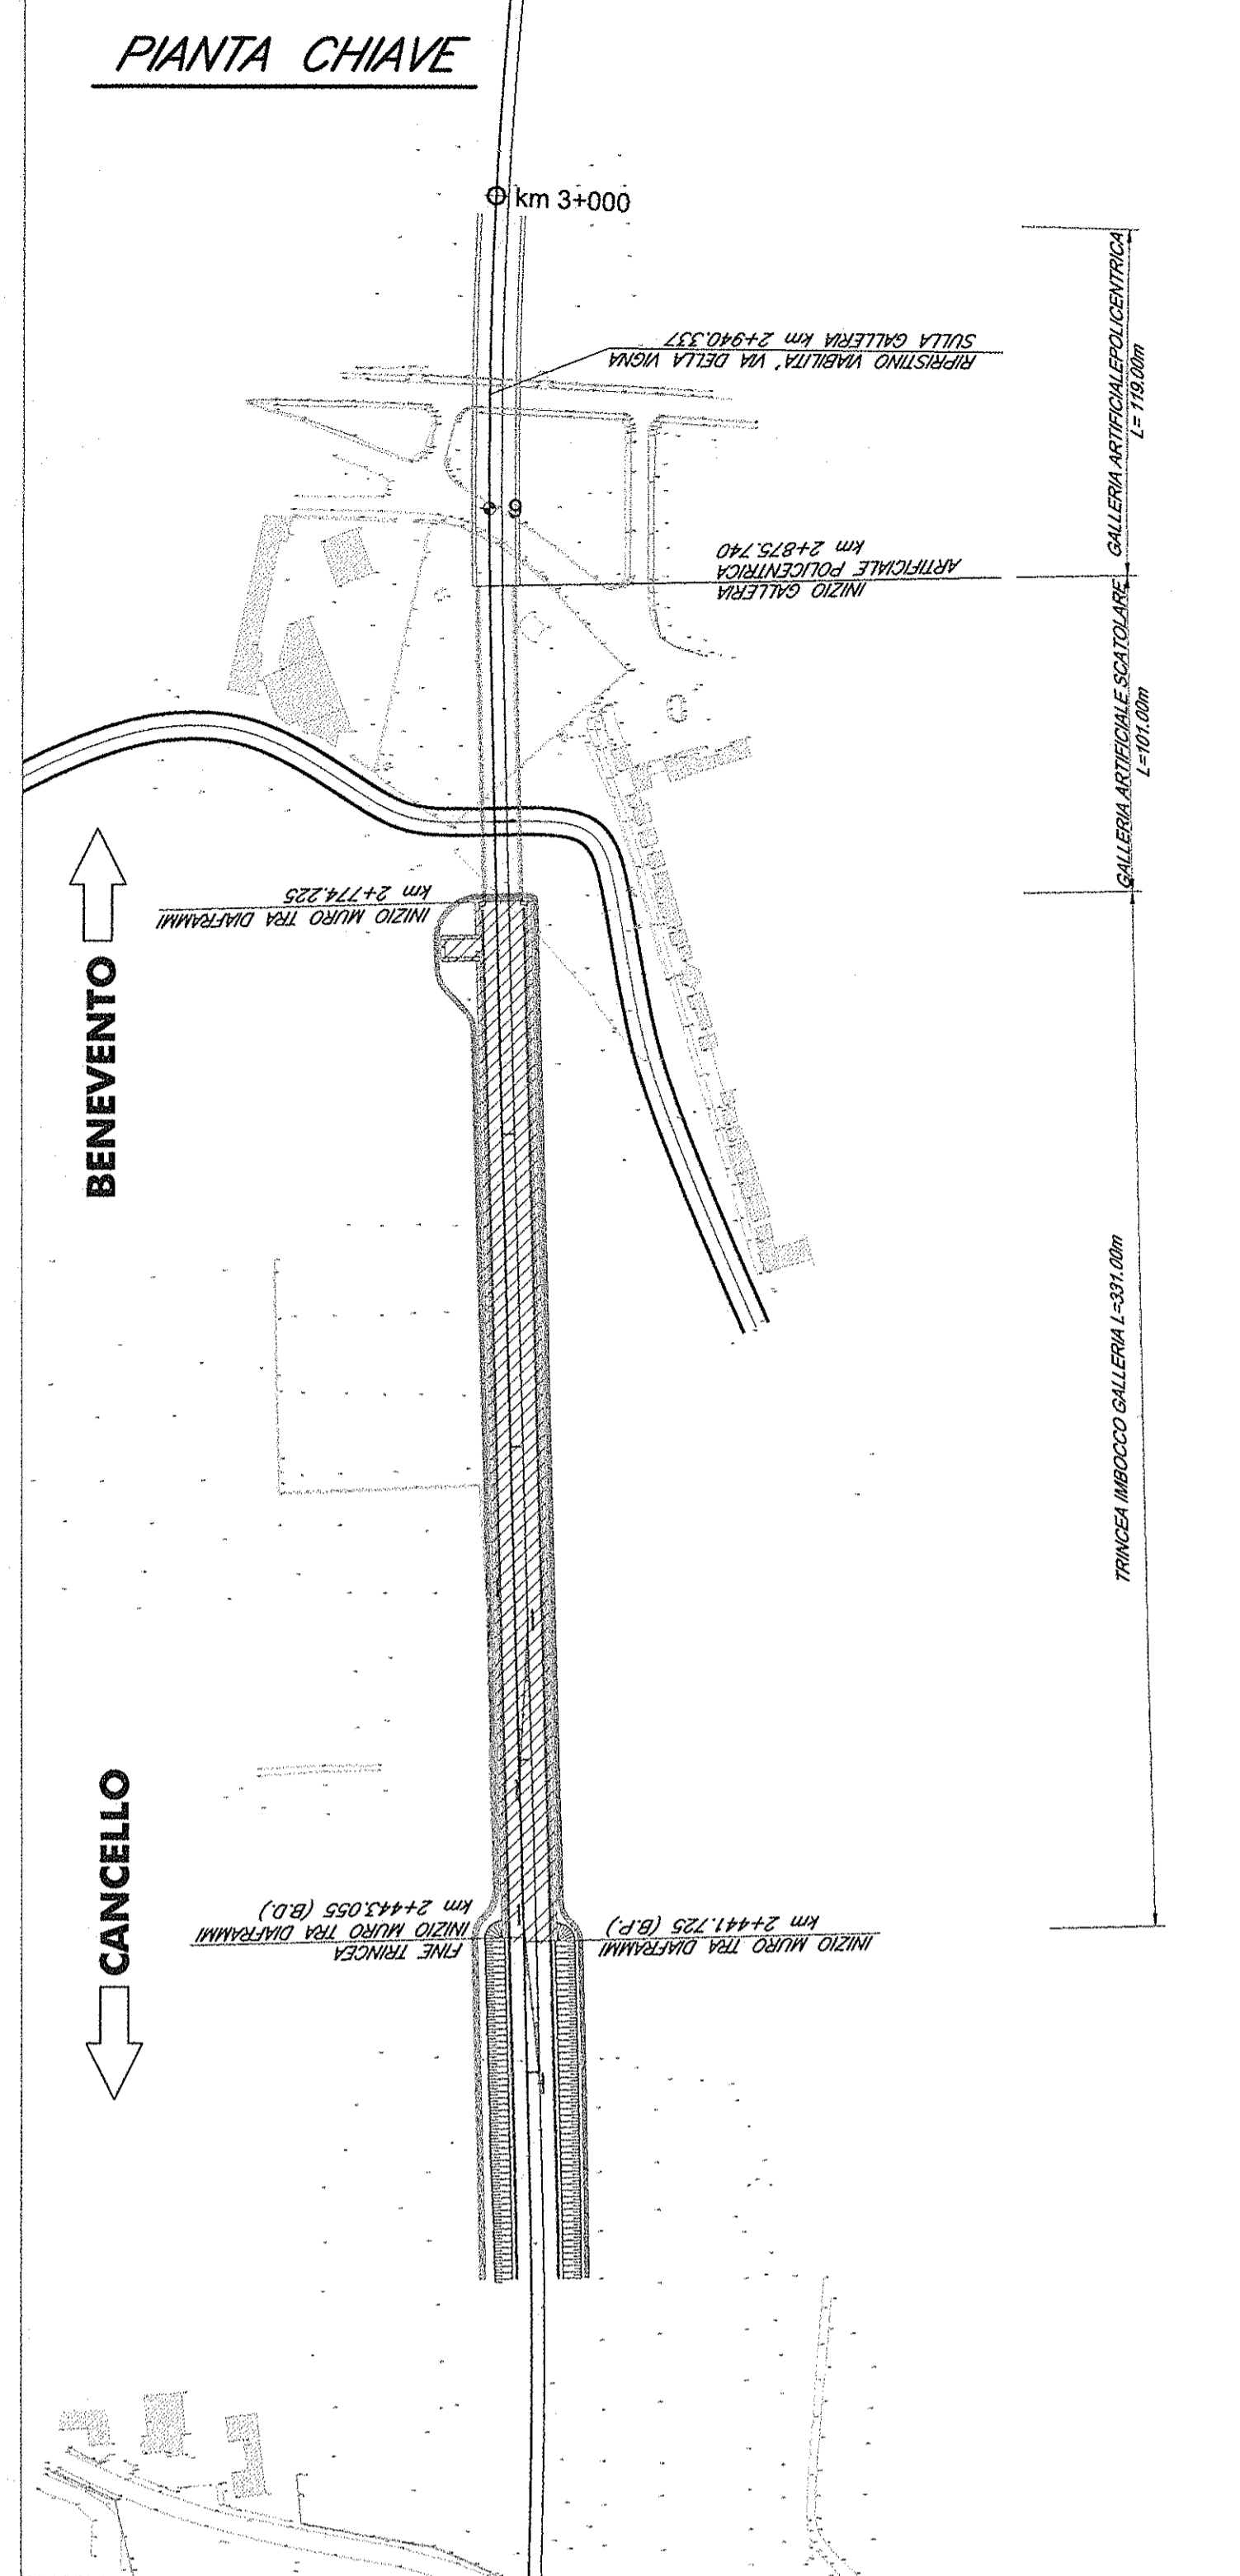 PIANTA CHIAVE
km 3+000
RIPRISTINO VIABILITA' VIA DELLA VIGNA
SULLA GALLERIA km 2+940.337
GALLERIA ARTIFICIALEPOLICENTRICA
L= 119.00m
9
INIZIO GALLERIA
ARTIFICIALE POLICENTRICA
km 2+875.740
GALLERIA ARTIFICIALE SCATOLARE
L=101.00m
INIZIO MURO TRA DIAFRAMMI
km 2+774.225
BENEVENTO
TRINCEA IMBOCCO GALLERIA L=331.00m
CANCELLO
FINE TRINCEA
INIZIO MURO TRA DIAFRAMMI
km 2+443.055 (B.D.)
INIZIO MURO TRA DIAFRAMMI
km 2+441.725 (B.P.)